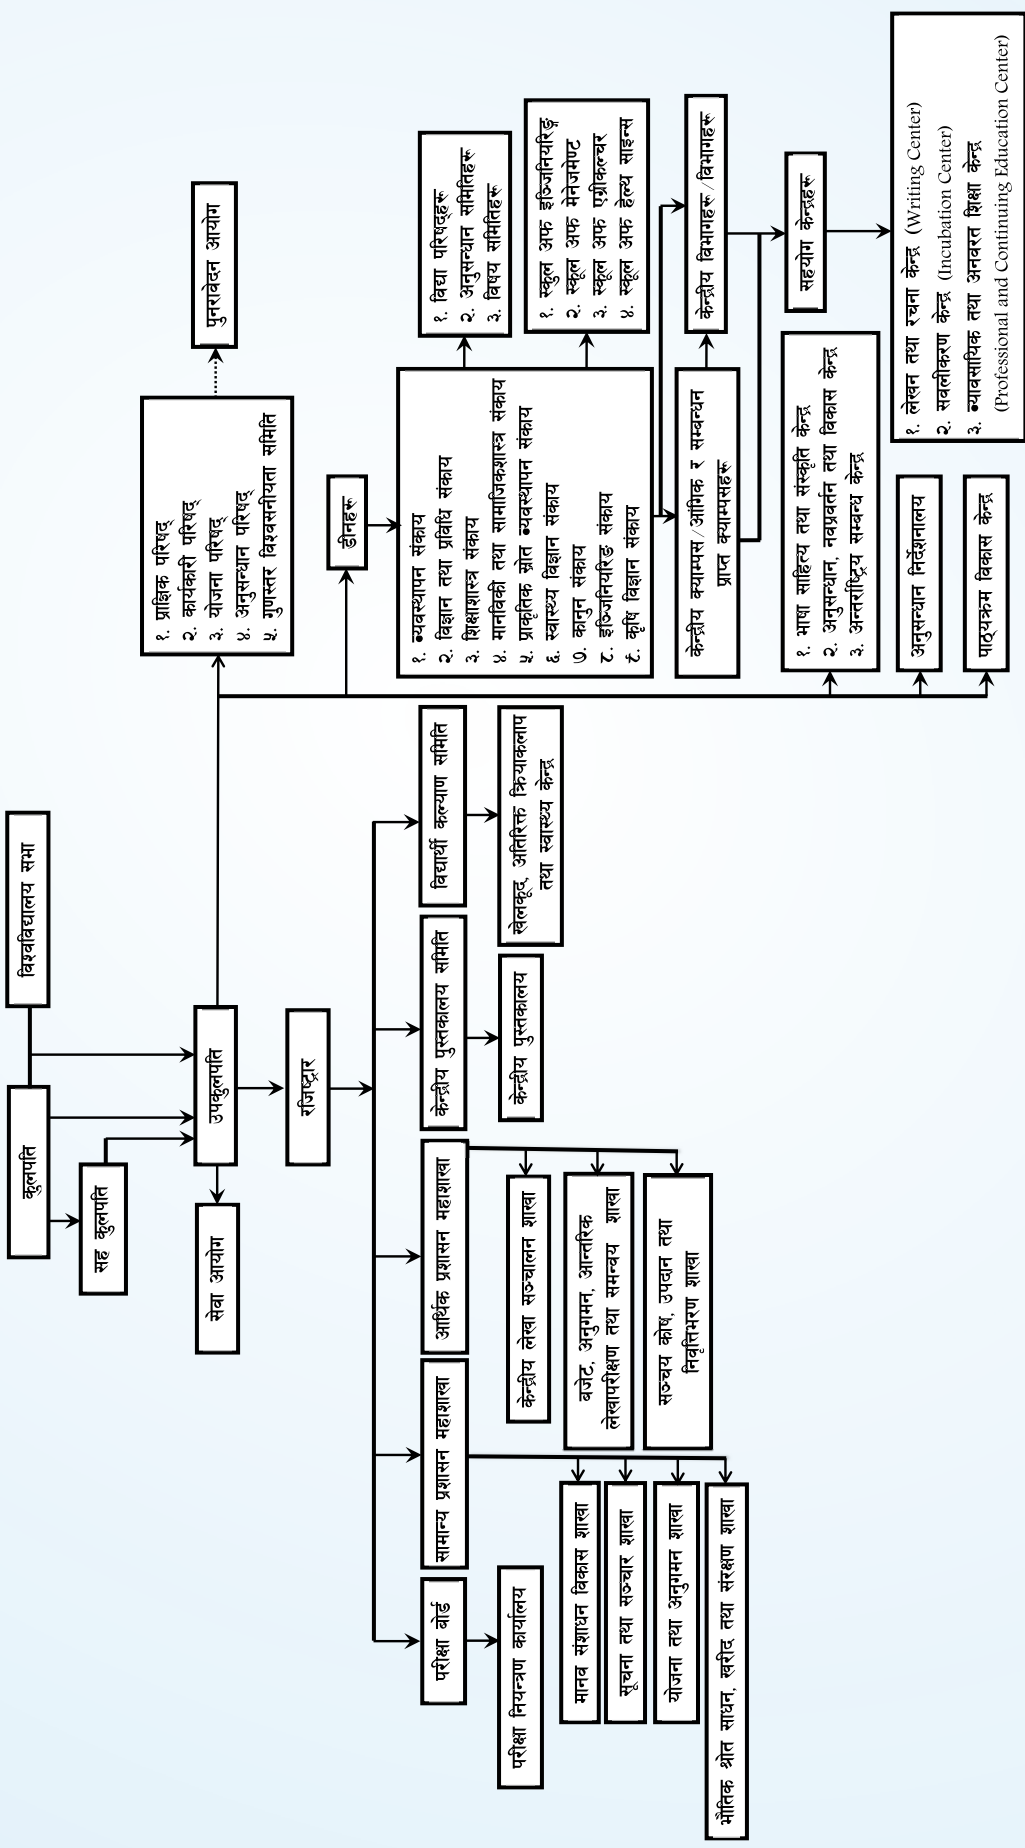 विश्वविद्यालय सभा
कुलपति
सह कुलपति
उपकुलपति
सेवा आयोग
रजिष्ट्रार
परीक्षा बोर्ड
सामान्य प्रशासन महाशाखा
आर्थिक प्रशासन महाशाखा
केन्द्रीय पुस्तकालय समिति
विद्यार्थी कल्याण समिति
परीक्षा नियन्त्रण कार्यालय
मानव संशाधन विकास शाखा
सूचना तथा सञ्चार शाखा
योजना तथा अनुगमन शाखा
भौतिक श्रोत साधन, खरीद तथा संरक्षण शाखा
केन्द्रीय लेखा सञ्चालन शाखा
बजेट, अनुगमन, आन्तरिक
लेखापरीक्षण तथा समन्वय शाखा
सञ्चय कोष, उपदान तथा
निवृत्तिभरण शाखा
केन्द्रीय पुस्तकालय
खेलकूद, अतिरिक्त क्रियाकलाप
तथा स्वास्थ्य केन्द्र
१. प्राज्ञिक परिषद्
२. कार्यकारी परिषद्
३. योजना परिषद्
४. अनुसन्धान परिषद्
५. गुणस्तर विश्वसनीयता समिति
पुनरावेदन आयोग
डीनहरू
१. व्यवस्थापन संकाय
२. विज्ञान तथा प्रविधि संकाय
३. शिक्षाशास्त्र संकाय
४. मानविकी तथा सामाजिकशास्त्र संकाय
५. प्राकृतिक स्रोत व्यवस्थापन संकाय
६. स्वास्थ्य विज्ञान संकाय
७. कानुन संकाय
८. इञ्जिनियरिङ संकाय
९. कृषि विज्ञान संकाय
१. विद्या परिषद्हरू
२. अनुसन्धान समितिहरू
३. विषय समितिहरू
१. स्कुल अफ इञ्जिनियरिङ्ग
२. स्कूल अफ मेनेजमेण्ट
३. स्कूल अफ एग्रीकल्चर
४. स्कूल अफ हेल्थ साइन्स
केन्द्रीय क्याम्पस/आंगिक र सम्बन्धन
प्राप्त क्याम्पसहरू
केन्द्रीय विभागहरू/विभागहरू
सहयोग केन्द्रहरू
१. लेखन तथा रचना केन्द्र (Writing Center)
२. सवलीकरण केन्द्र (Incubation Center)
३. व्यावसायिक तथा अनवरत शिक्षा केन्द्र
(Professional and Continuing Education Center)
१. भाषा साहित्य तथा संस्कृति केन्द्र
२. अनुसन्धान, नवप्रवर्तन तथा विकास केन्द्र
३. अन्तर्राष्ट्रिय सम्बन्ध केन्द्र
अनुसन्धान निर्देशनालय
पाठ्यक्रम विकास केन्द्र